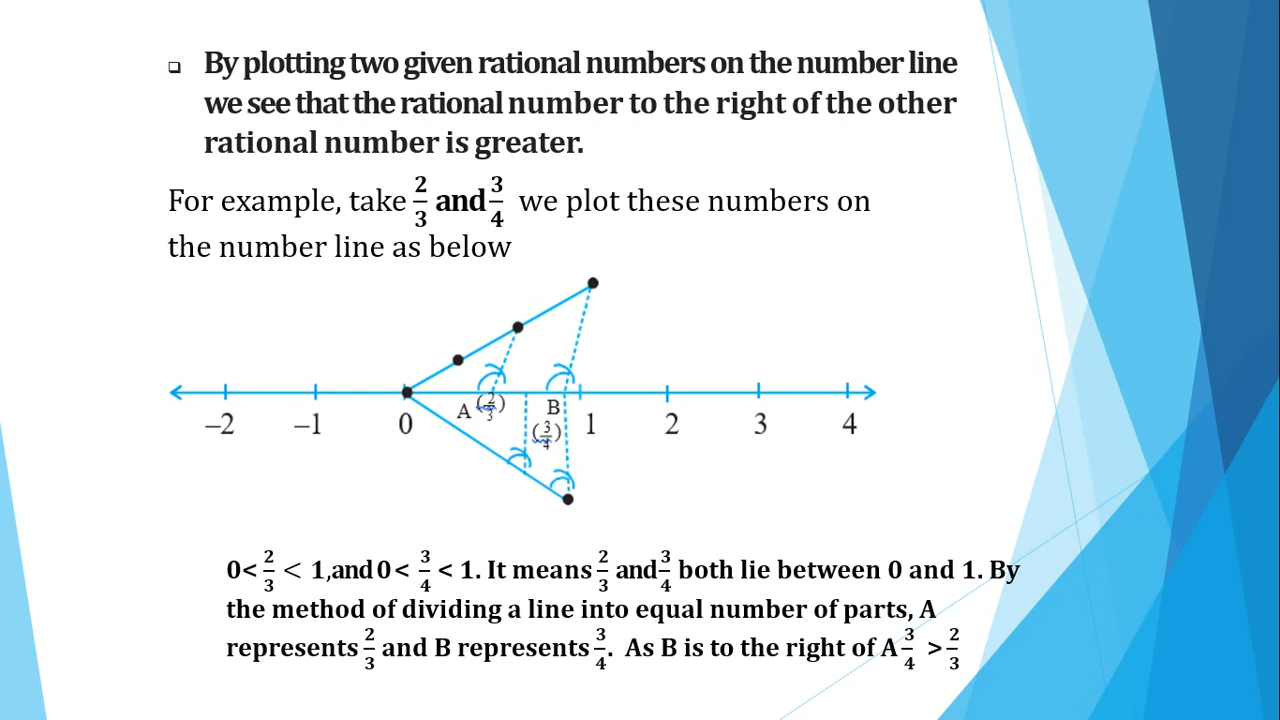 ❑ By plotting two given rational numbers on the number line
we see that the rational number to the right of the other
rational number is greater.
For example, take 2/3 and 3/4 we plot these numbers on
the number line as below
A (2/3) B
−2 −1 0 (3/4) 1 2 3 4
0< 2/3 < 1,and 0< 3/4 < 1. It means 2/3 and 3/4 both lie between 0 and 1. By
the method of dividing a line into equal number of parts, A
represents 2/3 and B represents 3/4. As B is to the right of A 3/4 > 2/3